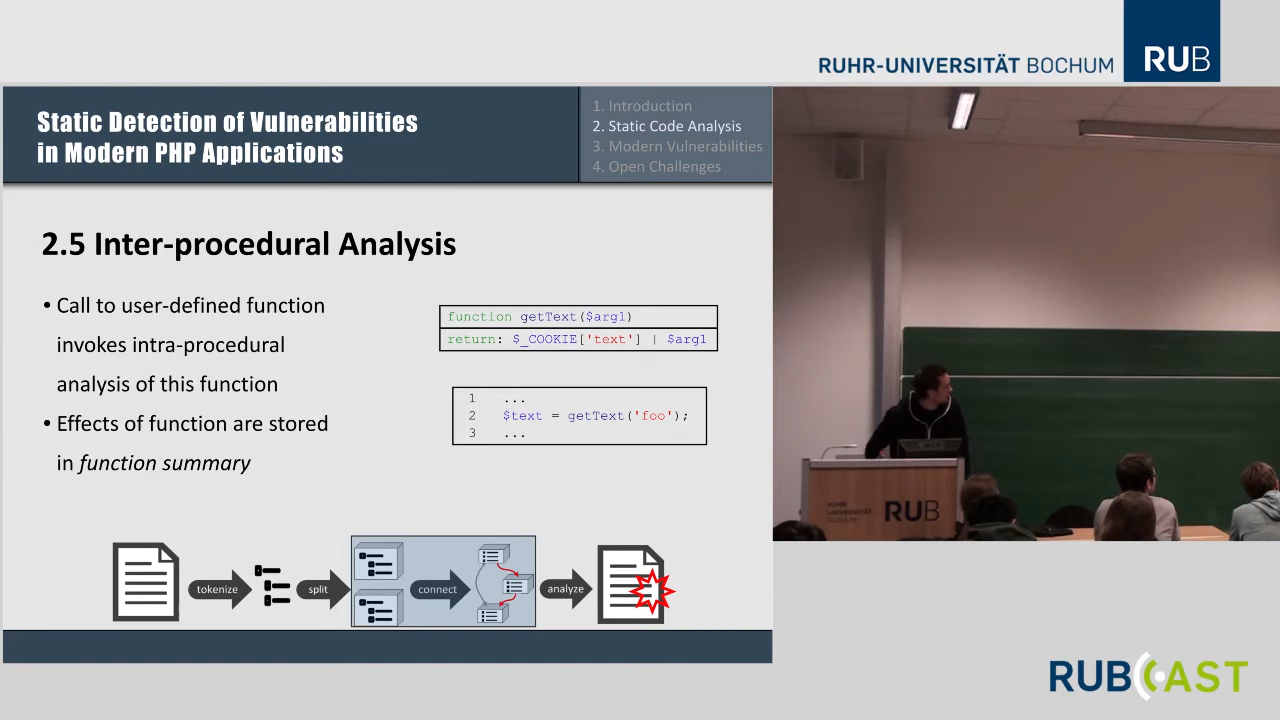 RUHR-UNIVERSITÄT BOCHUM
RUB
Static Detection of Vulnerabilities
in Modern PHP Applications
1. Introduction
2. Static Code Analysis
3. Modern Vulnerabilities
4. Open Challenges
2.5 Inter-procedural Analysis
• Call to user-defined function
invokes intra-procedural
analysis of this function
• Effects of function are stored
in function summary
function getText($arg1)
return: $_COOKIE['text'] | $arg1
1 ...
2 $text = getText('foo');
3 ...
tokenize
split
connect
analyze
RUHR
UNIVERSITÄT
BOCHUM
RUB
RUBCAST